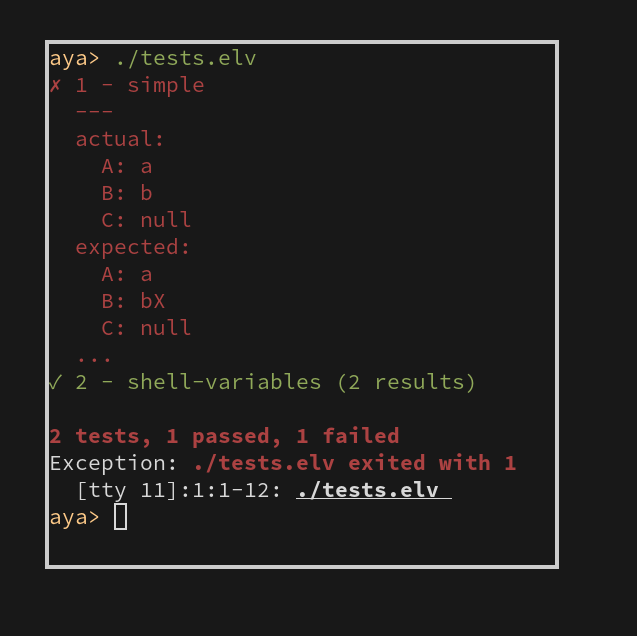 aya> ./tests.elv
✗ 1 - simple
  ---
  actual:
    A: a
    B: b
    C: null
  expected:
    A: a
    B: bX
    C: null
  ...
✓ 2 - shell-variables (2 results)
2 tests, 1 passed, 1 failed
Exception: ./tests.elv exited with 1
  [tty 11]:1:1-12: ./tests.elv
aya>